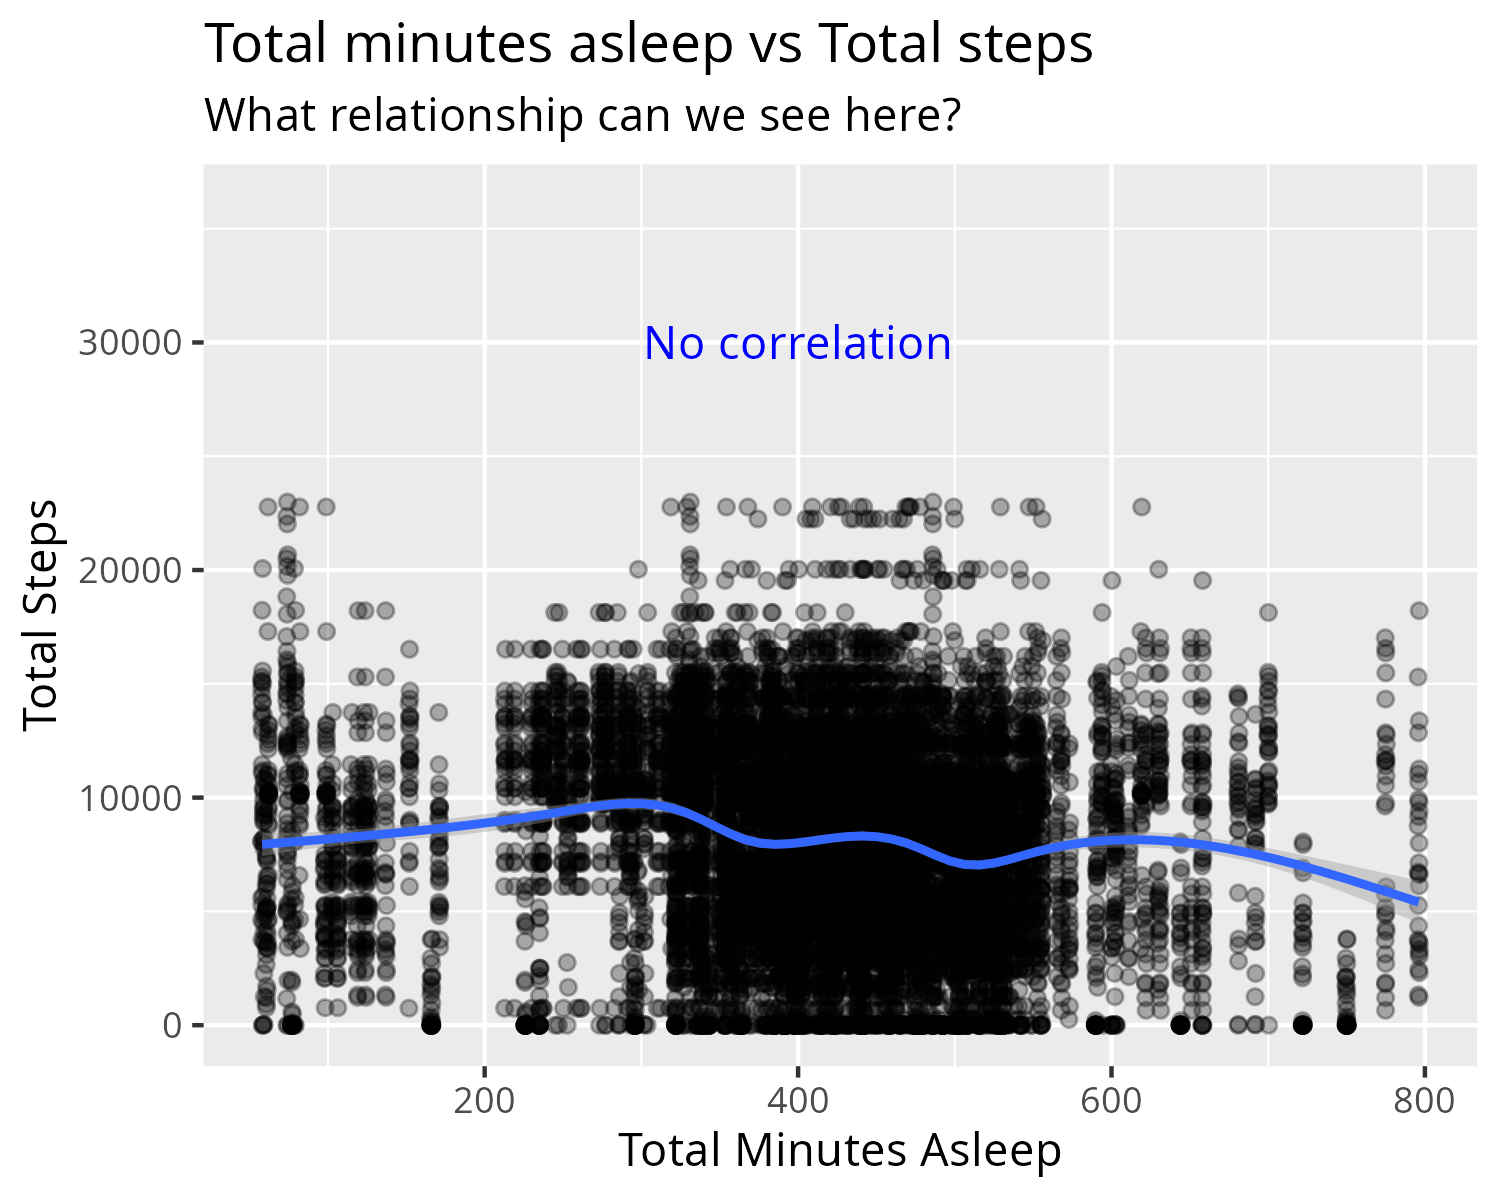 Total minutes asleep vs Total steps
What relationship can we see here?
No correlation
Total Steps
30000
20000
10000
0
200
400
600
800
Total Minutes Asleep